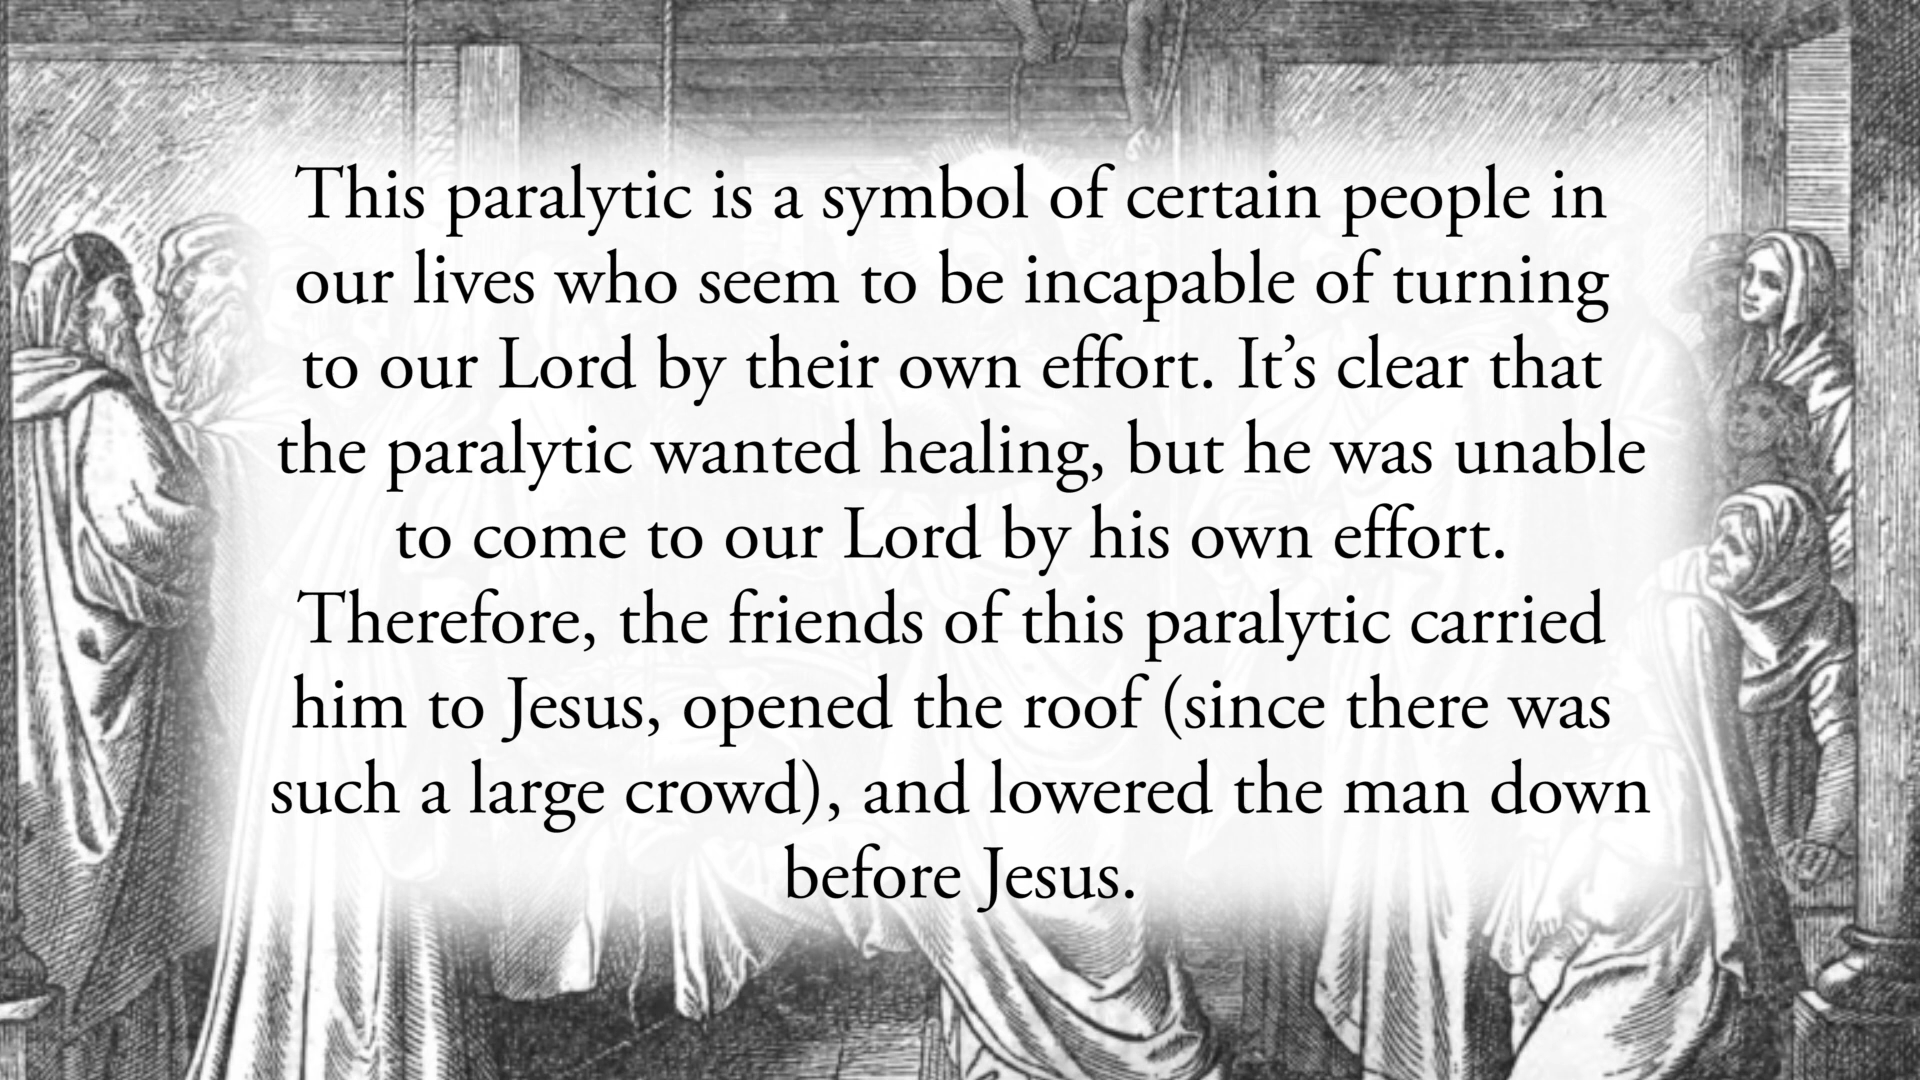 This paralytic is a symbol of certain people in
our lives who seem to be incapable of turning
to our Lord by their own effort. It’s clear that
the paralytic wanted healing, but he was unable
to come to our Lord by his own effort.
Therefore, the friends of this paralytic carried
him to Jesus, opened the roof (since there was
such a large crowd), and lowered the man down
before Jesus.